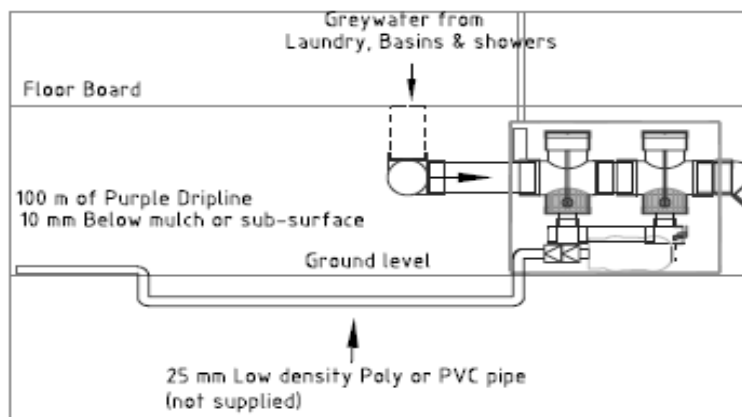 Greywater from
Laundry, Basins & showers
Floor Board
100 m of Purple Dripline
10 mm Below mulch or sub-surface
Ground level
25 mm Low density Poly or PVC pipe
(not supplied)